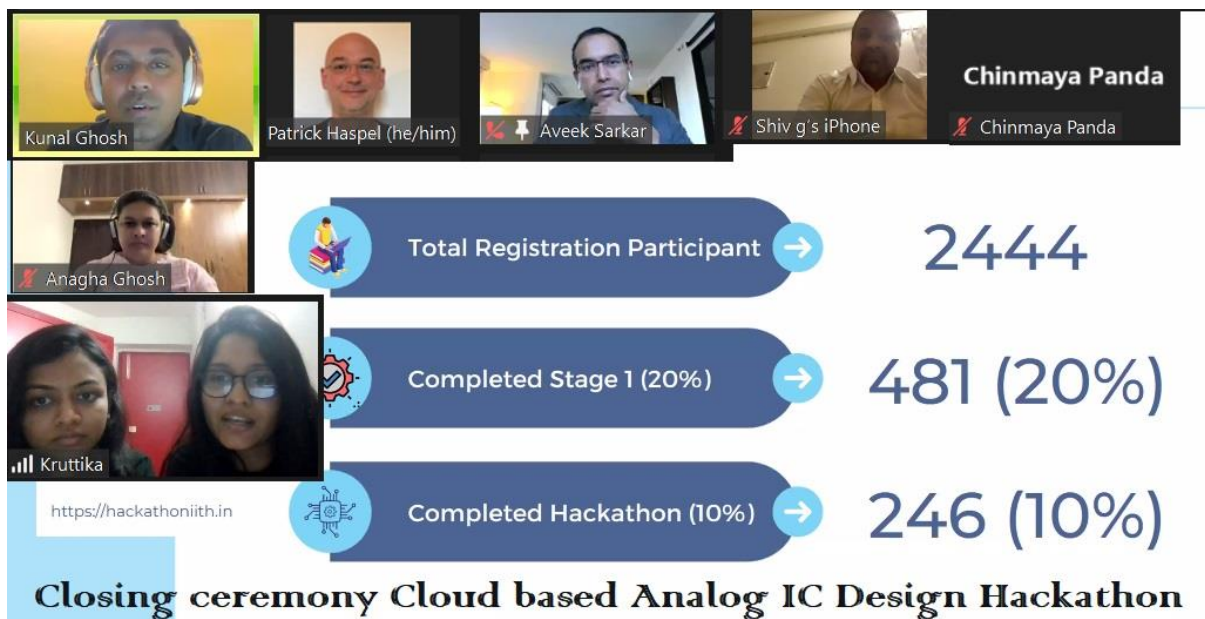 Kunal Ghosh
Patrick Haspel (he/him)
Aveek Sarkar
Shiv g's iPhone
Chinmaya Panda
Chinmaya Panda
Anagha Ghosh
Total Registration Participant
2444
Completed Stage 1 (20%)
481 (20%)
Kruttika
https://hackathoniith.in
Completed Hackathon (10%)
246 (10%)
Closing ceremony Cloud based Analog IC Design Hackathon